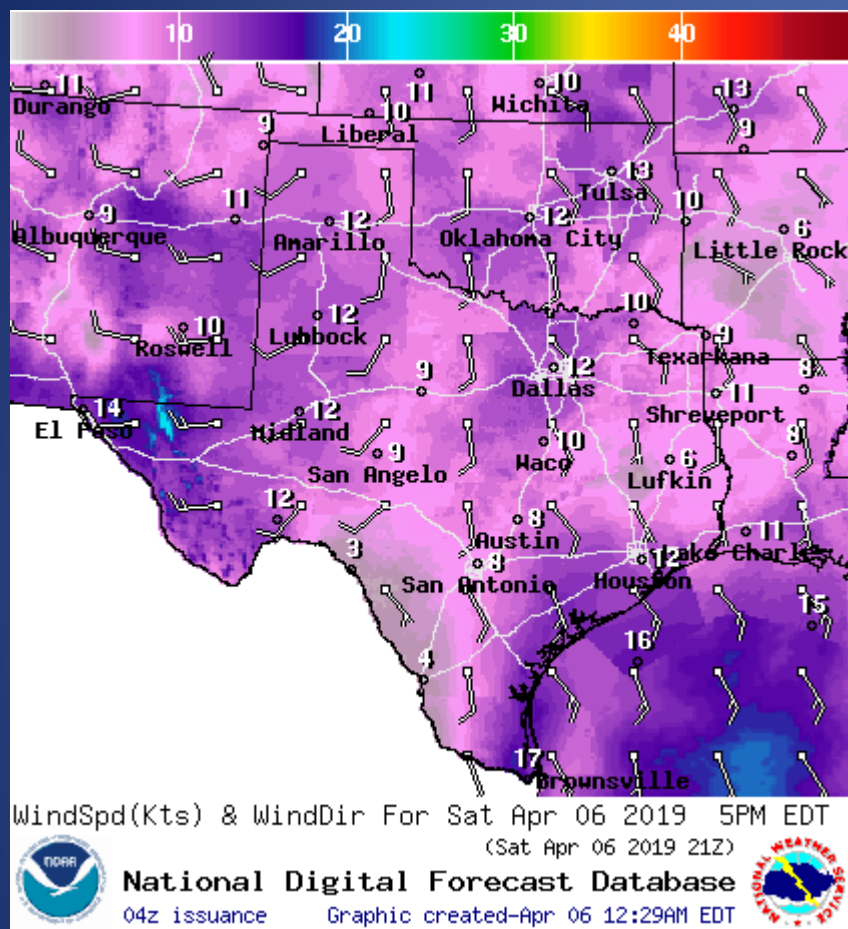 10 20 30 40
11 11 10 13
Durango Wichita
10
Liberal
9 9
13
Tulsa
9 11 12 12 10 6
Albuquerque Amarillo Oklahoma City Little Rock
10 12 10 9
Roswell Lubbock Texarkana
9 12 11 8
Dallas
Shreveport
14 12
El Paso Midland
9 10 6 9
San Angelo Waco Lufkin
12 8 11
Austin
3 8 12
San Antonio Houston Lake Charles
15
16
4
17
Brownsville
WindSpd(Kts) & WindDir For Sat Apr 06 2019 5PM EDT
(Sat Apr 06 2019 21Z)
NOAA
National Digital Forecast Database
NATIONAL WEATHER SERVICE
04z issuance Graphic created-Apr 06 12:29AM EDT